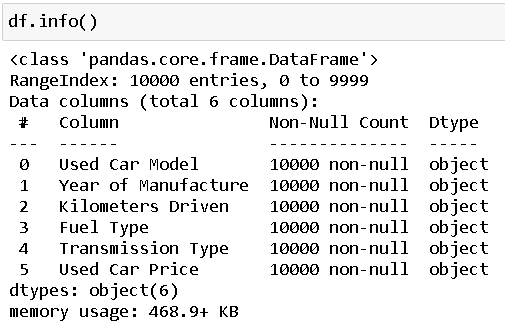 df.info()
<class 'pandas.core.frame.DataFrame'>
RangeIndex: 10000 entries, 0 to 9999
Data columns (total 6 columns):
 #   Column               Non-Null Count  Dtype
---  ------               --------------  -----
 0   Used Car Model       10000 non-null  object
 1   Year of Manufacture  10000 non-null  object
 2   Kilometers Driven    10000 non-null  object
 3   Fuel Type            10000 non-null  object
 4   Transmission Type    10000 non-null  object
 5   Used Car Price       10000 non-null  object
dtypes: object(6)
memory usage: 468.9+ KB